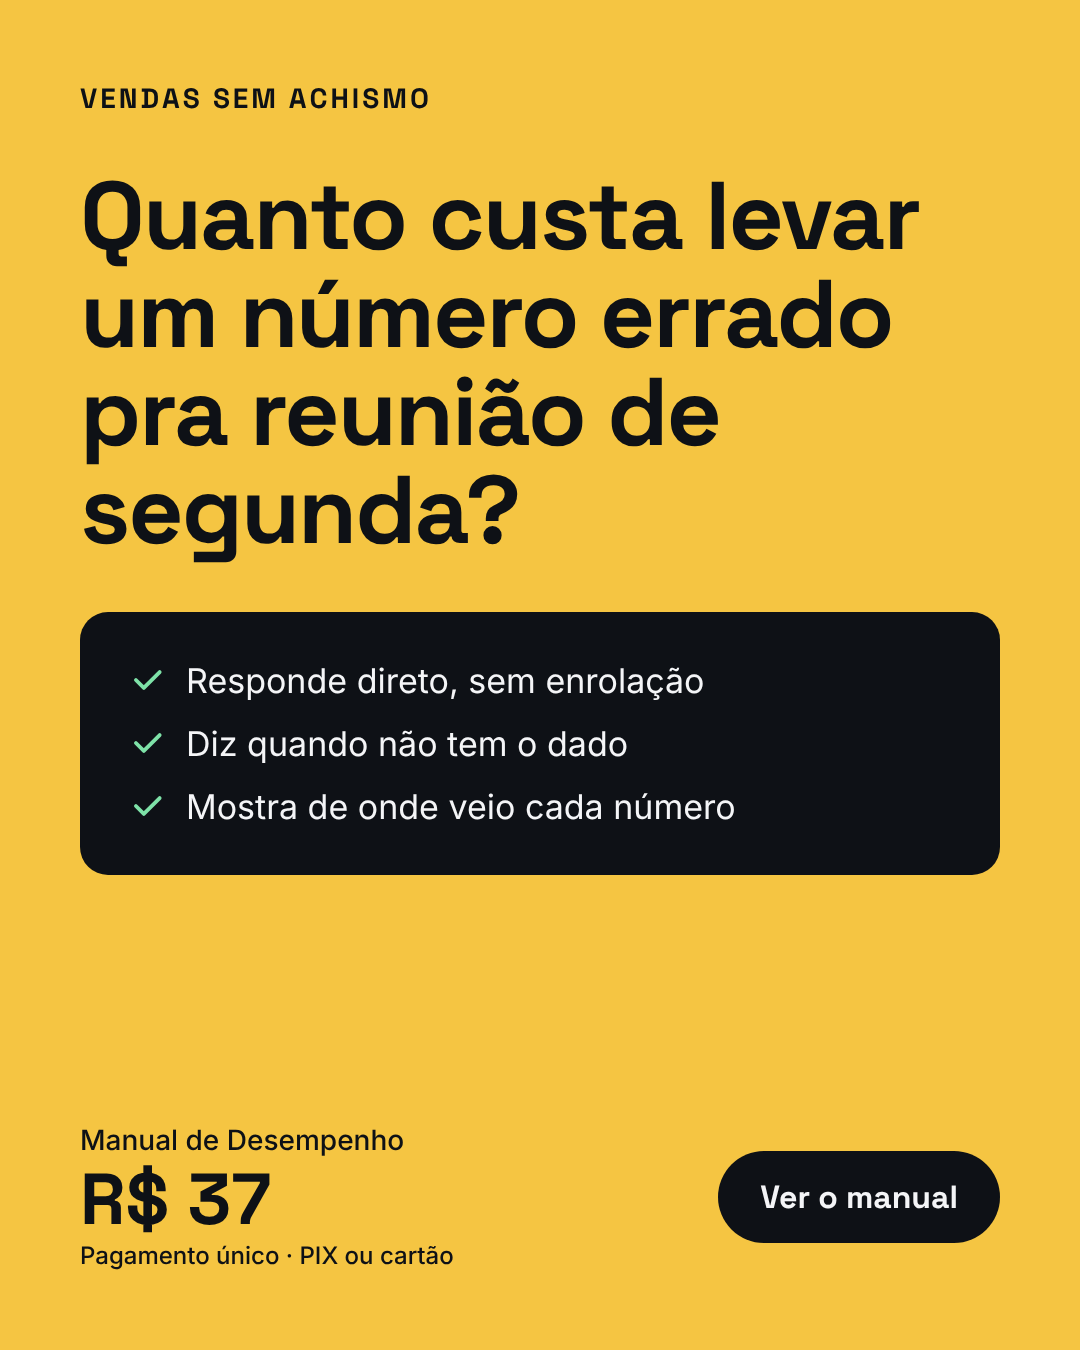 VENDAS SEM ACHISMO
Quanto custa levar
um número errado
pra reunião de
segunda?
Responde direto, sem enrolação
Diz quando não tem o dado
Mostra de onde veio cada número
Manual de Desempenho
R$ 37
Pagamento único · PIX ou cartão
Ver o manual